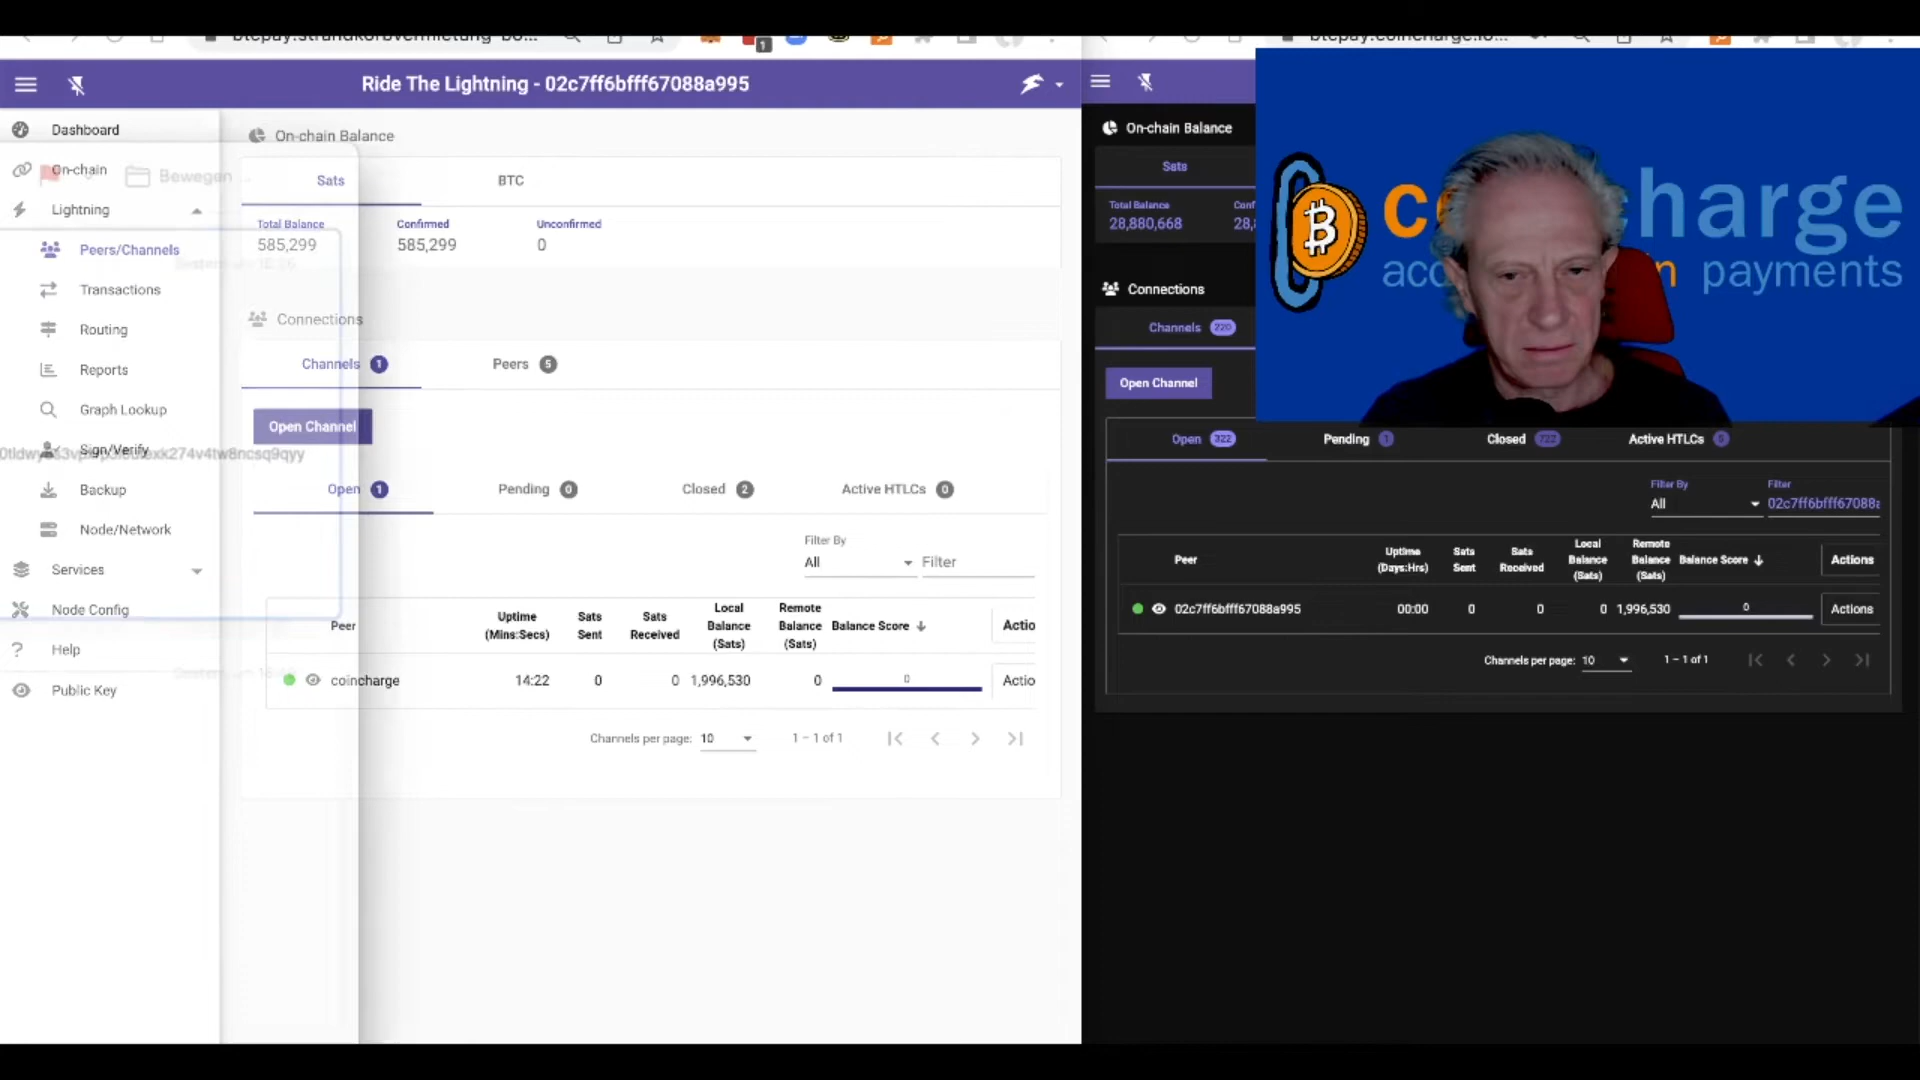 Ride The Lightning - 02c7ff6bfff67088a995
Dashboard
On-chain
Bewegen
Lightning
Peers/Channels
Transactions
Routing
Reports
Graph Lookup
Sign/Verify
Backup
Node/Network
Services
Node Config
Help
Public Key
On-chain Balance
Sats BTC
Total Balance Confirmed Unconfirmed
585,299 585,299 0
Connections
Channels 1 Peers 5
Open Channel
Open 1 Pending 0 Closed 2 Active HTLCs 0
Filter By
All Filter
Peer Uptime (Mins:Secs) Sats Sent Sats Received Local Balance (Sats) Remote Balance (Sats) Balance Score Actio
coincharge 14:22 0 0 1,996,530 0 0 Actio
Channels per page: 10 1 – 1 of 1
On-chain Balance
Sats
Total Balance
28,880,668
Connections
Channels 220
Open Channel
Open Pending 1 Closed Active HTLCs
Filter By Filter
All 02c7ff6bfff67088a
Peer Uptime (Days:Hrs) Sats Sent Sats Received Local Balance (Sats) Remote Balance (Sats) Balance Score Actions
02c7ff6bfff67088a995 00:00 0 0 0 1,996,530 0 Actions
Channels per page: 10 1 – 1 of 1
charge
payments